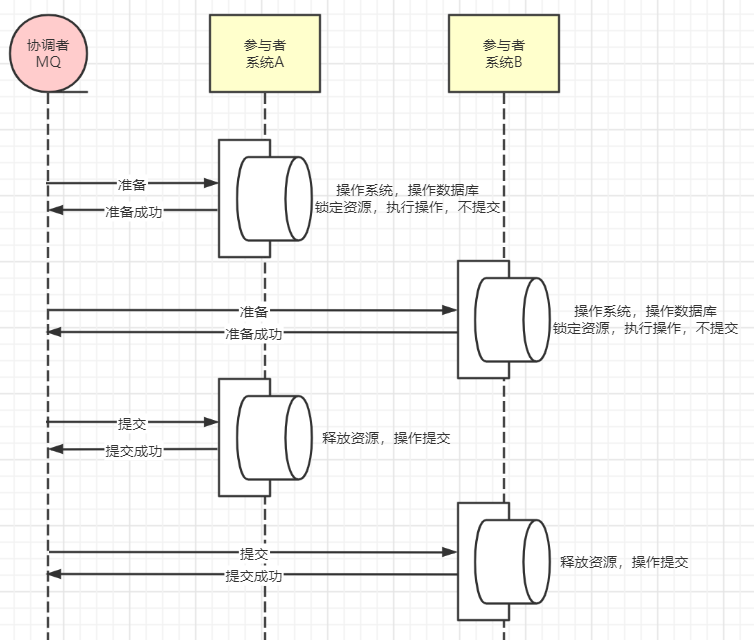 协调者
MQ
参与者
系统A
参与者
系统B
准备
操作系统，操作数据库
锁定资源，执行操作，不提交
准备成功
准备
操作系统，操作数据库
锁定资源，执行操作，不提交
准备成功
提交
释放资源，操作提交
提交成功
提交
释放资源，操作提交
提交成功